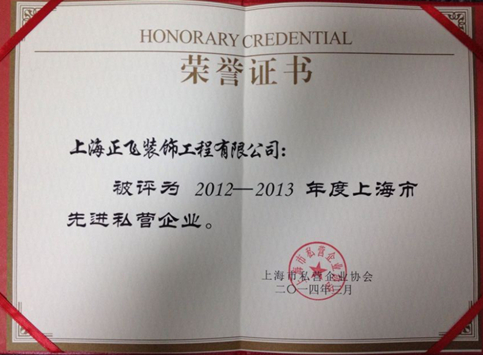 HONORARY CREDENTIAL
荣誉证书
上海正飞装饰工程有限公司：
被评为 2012—2013 年度上海市
先进私营企业。
上海市私营企业协会
二〇一四年三月